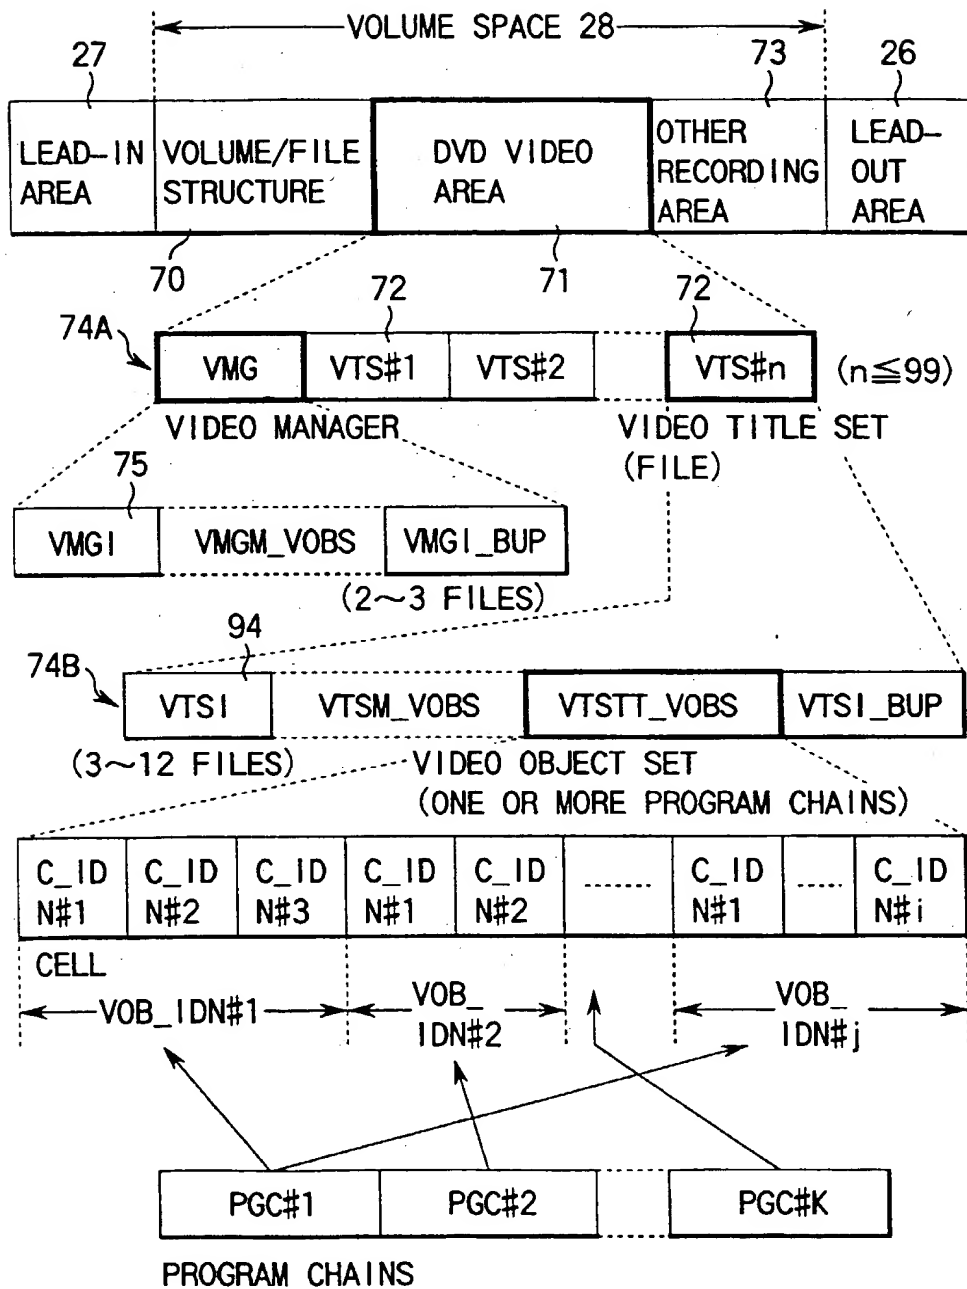 VOLUME SPACE 28
27
73
26
LEAD-IN
AREA
VOLUME/FILE
STRUCTURE
DVD VIDEO
AREA
OTHER
RECORDING
AREA
LEAD-
OUT
AREA
70
71
72
72
74A
VMG
VTS#1
VTS#2
VTS#n
(n≦99)
VIDEO MANAGER
VIDEO TITLE SET
(FILE)
75
VMGI
VMGM_VOBS
VMGI_BUP
(2~3 FILES)
94
74B
VTSI
VTSM_VOBS
VTSTT_VOBS
VTSI_BUP
(3~12 FILES)
VIDEO OBJECT SET
(ONE OR MORE PROGRAM CHAINS)
C_ID
N#1
C_ID
N#2
C_ID
N#3
C_ID
N#1
C_ID
N#2
........
C_ID
N#1
......
C_ID
N#i
CELL
VOB_IDN#1
VOB_
IDN#2
VOB_
IDN#j
PGC#1
PGC#2
PGC#K
PROGRAM CHAINS